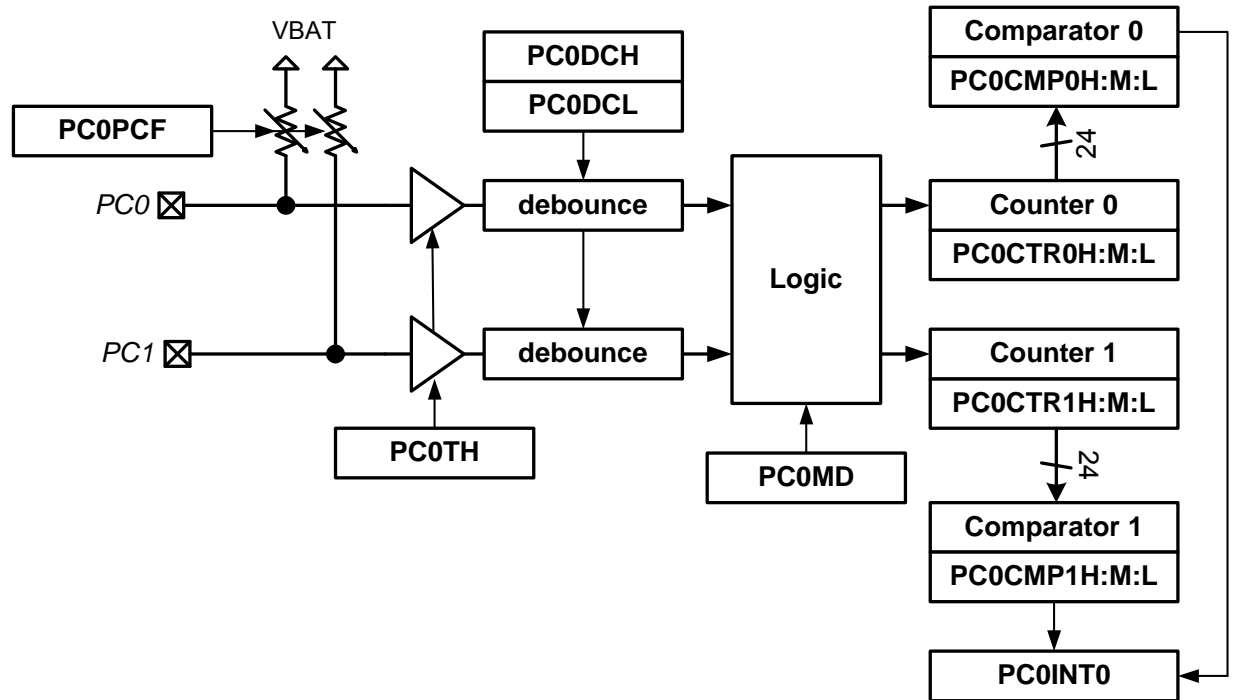 VBAT
PC0DCH
PC0DCL
Comparator 0
PC0CMP0H:M:L
PC0PCF
24
PC0
debounce
Counter 0
PC0CTR0H:M:L
Logic
PC1
debounce
Counter 1
PC0CTR1H:M:L
PC0TH
PC0MD
24
Comparator 1
PC0CMP1H:M:L
PC0INT0